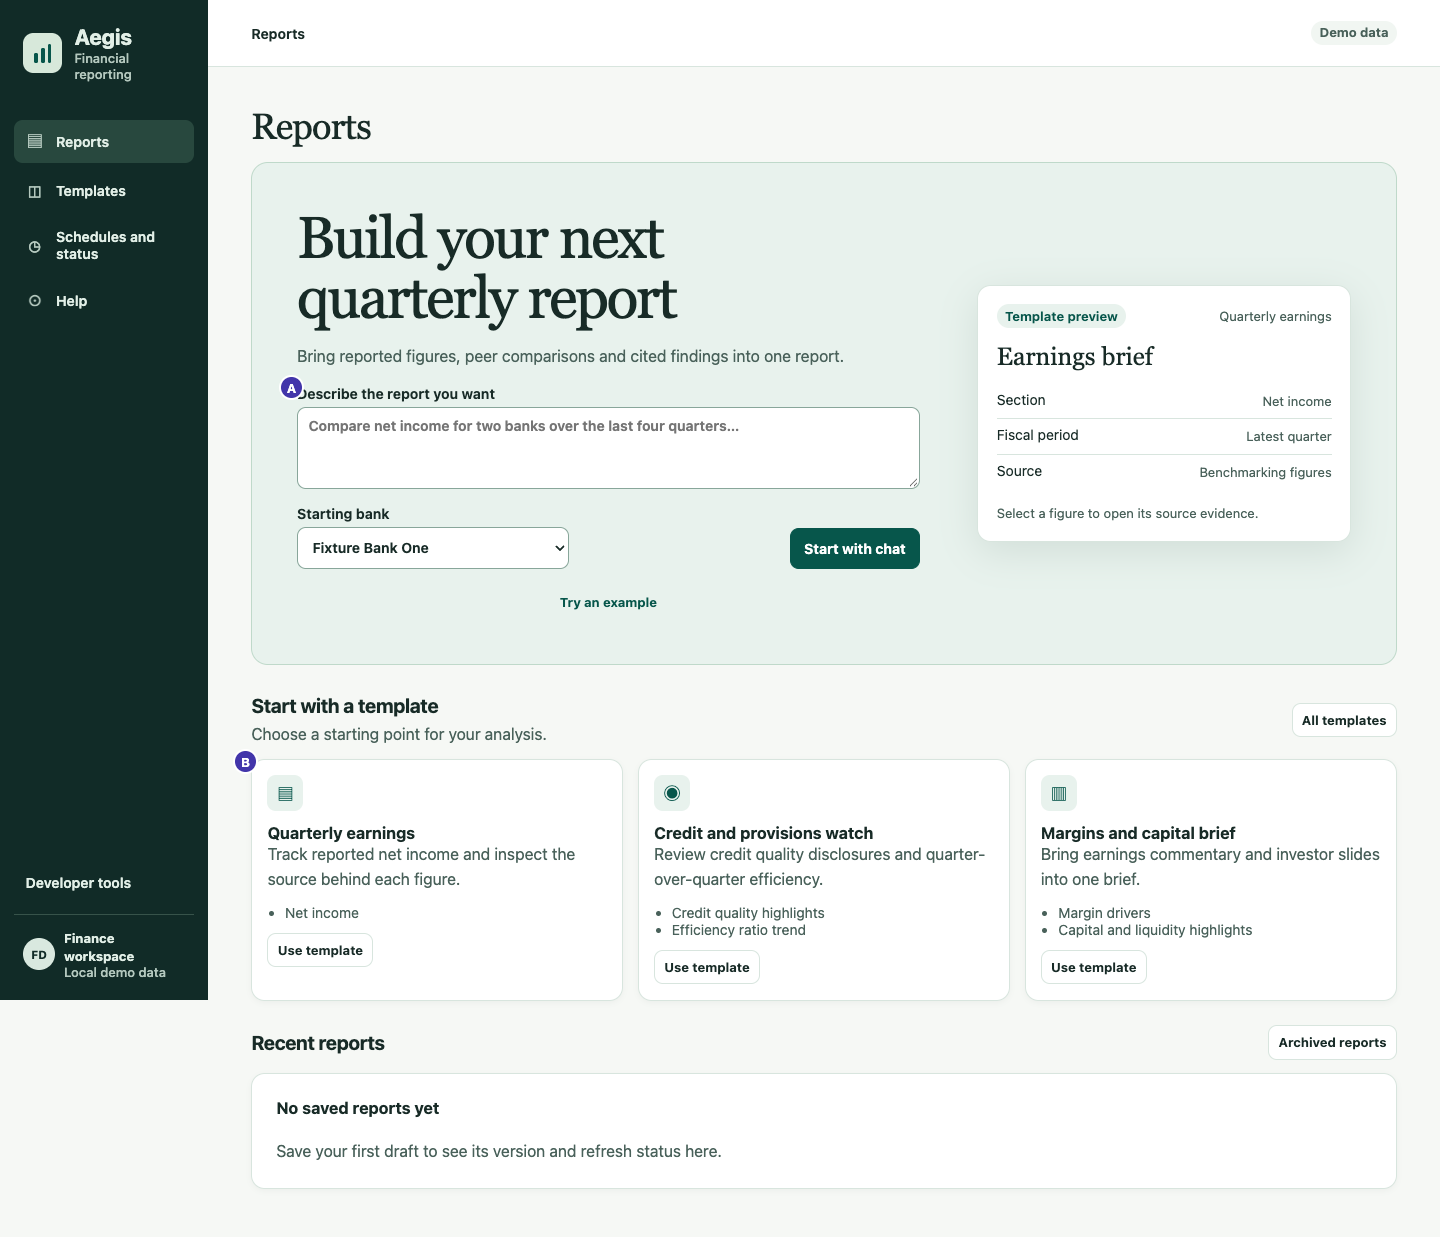 Aegis
Financial
reporting
Reports
Templates
Schedules and
status
Help
Developer tools
FD
Finance
workspace
Local demo data
Reports
Demo data
Reports
Build your next
quarterly report
Bring reported figures, peer comparisons and cited findings into one report.
A
Describe the report you want
Compare net income for two banks over the last four quarters...
Starting bank
Fixture Bank One
Start with chat
Try an example
Template preview
Quarterly earnings
Earnings brief
Section
Net income
Fiscal period
Latest quarter
Source
Benchmarking figures
Select a figure to open its source evidence.
Start with a template
Choose a starting point for your analysis.
All templates
B
Quarterly earnings
Track reported net income and inspect the
source behind each figure.
• Net income
Use template
Credit and provisions watch
Review credit quality disclosures and quarter-
over-quarter efficiency.
• Credit quality highlights
• Efficiency ratio trend
Use template
Margins and capital brief
Bring earnings commentary and investor slides
into one brief.
• Margin drivers
• Capital and liquidity highlights
Use template
Recent reports
Archived reports
No saved reports yet
Save your first draft to see its version and refresh status here.